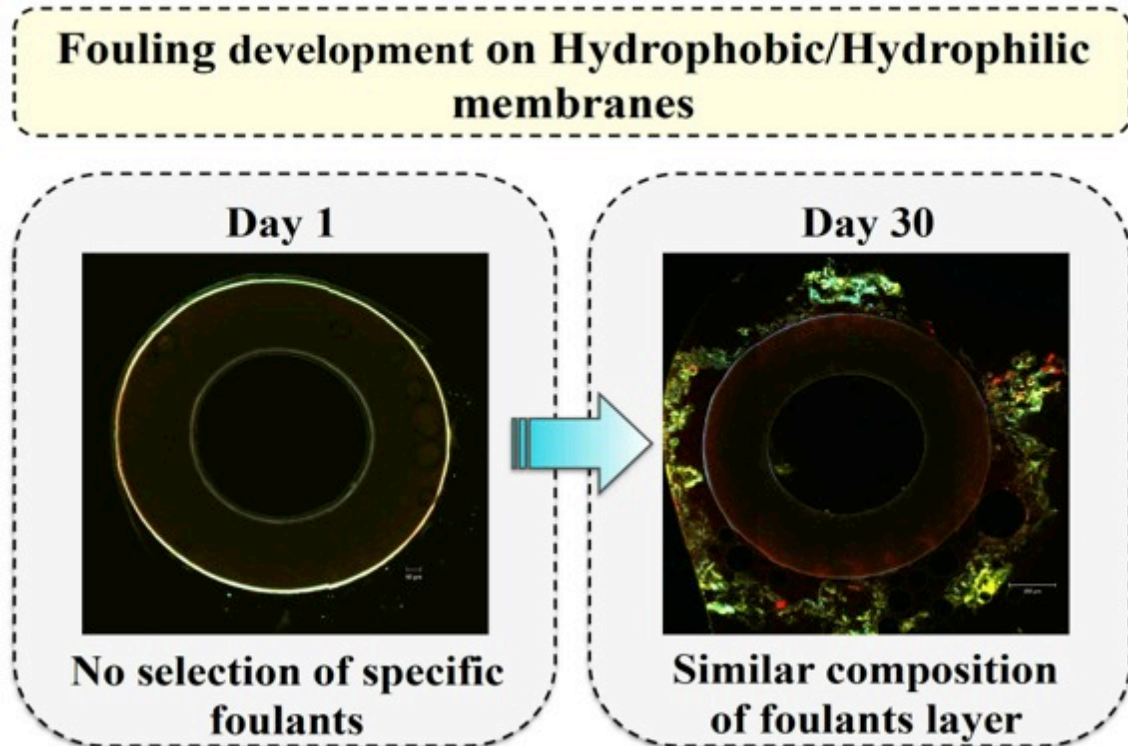 Fouling development on Hydrophobic/Hydrophilic
membranes
Day 1
No selection of specific
foulants
Day 30
Similar composition
of foulants layer